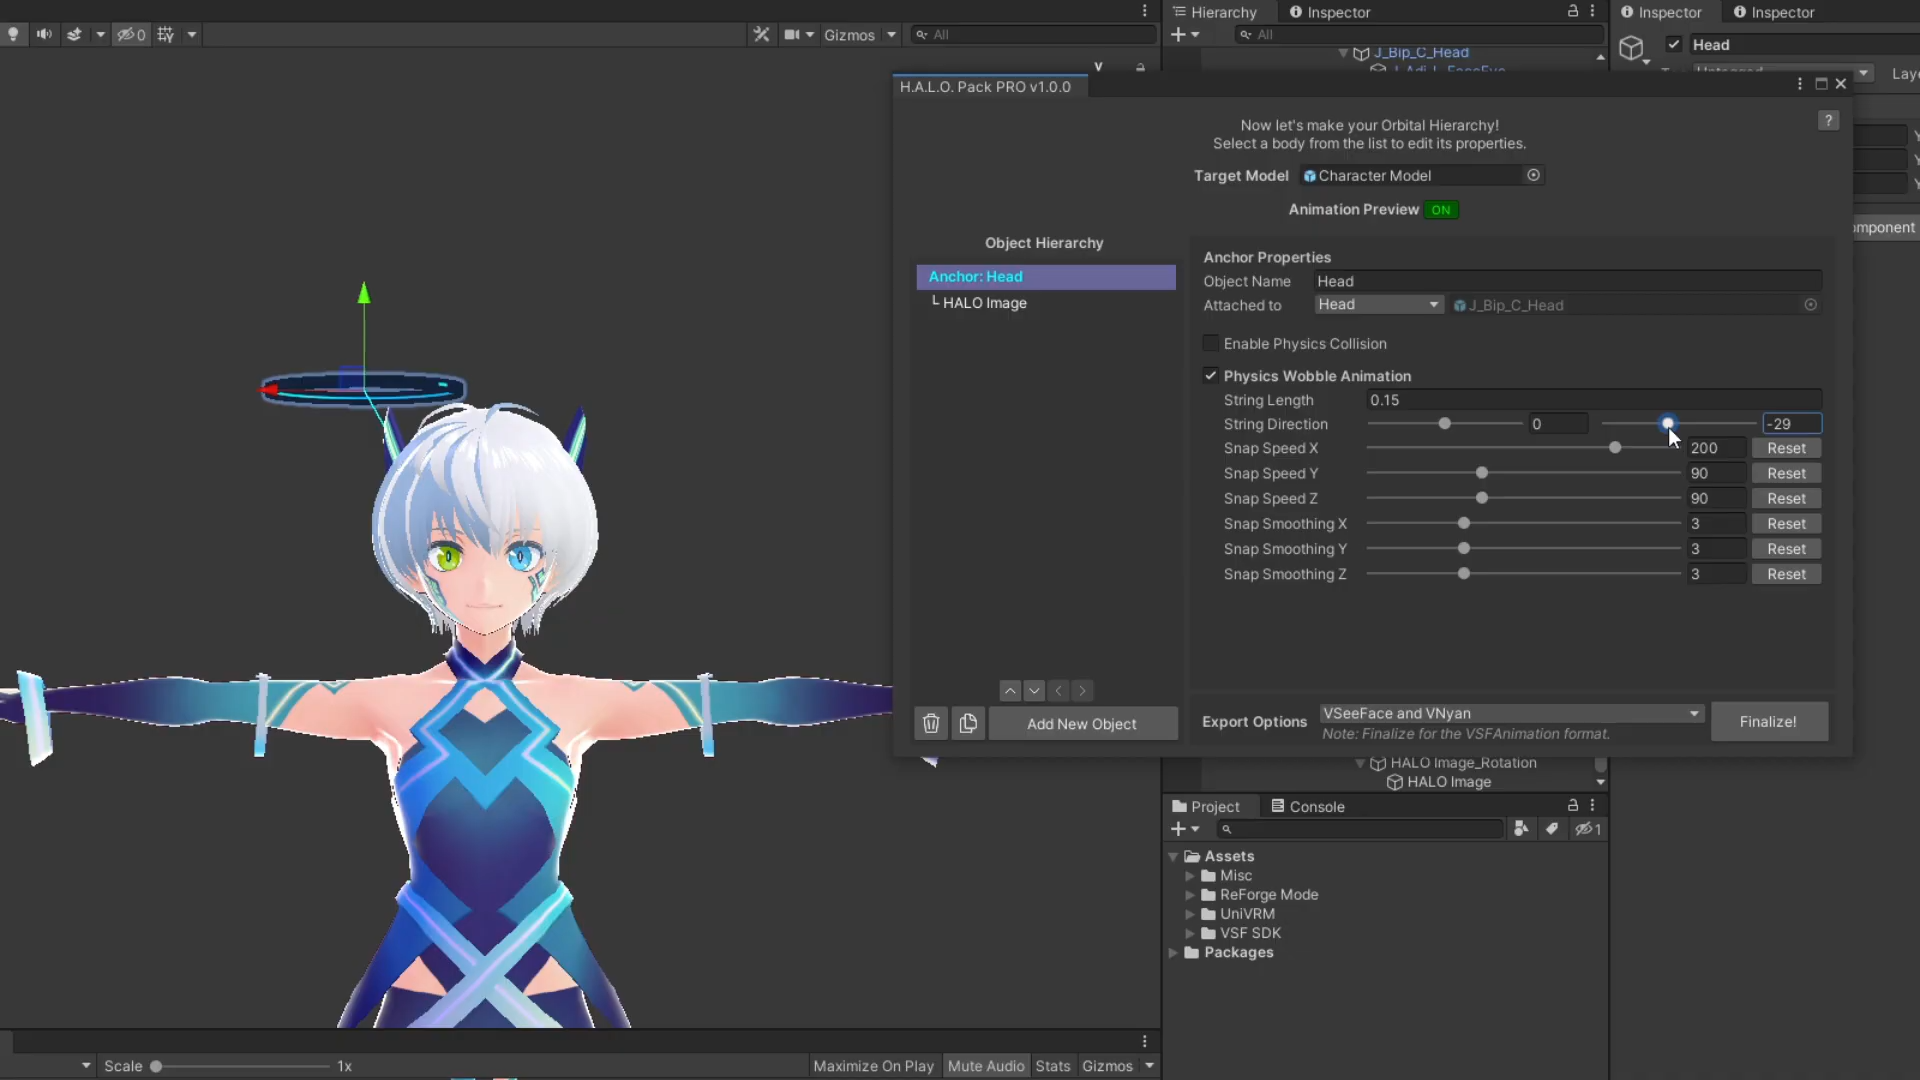 Hierarchy
Inspector
Inspector
Inspector
0
Gizmos
All
All
J_Bip_C_Head
Head
Untagged
Laye
H.A.L.O. Pack PRO v1.0.0
?
Now let's make your Orbital Hierarchy!
Select a body from the list to edit its properties.
Target Model
Character Model
Animation Preview
ON
omponent
Object Hierarchy
Anchor: Head
└ HALO Image
Anchor Properties
Object Name
Head
Attached to
Head
J_Bip_C_Head
Enable Physics Collision
Physics Wobble Animation
String Length
0.15
String Direction
0
-29
Snap Speed X
200
Reset
Snap Speed Y
90
Reset
Snap Speed Z
90
Reset
Snap Smoothing X
3
Reset
Snap Smoothing Y
3
Reset
Snap Smoothing Z
3
Reset
Add New Object
Export Options
VSeeFace and VNyan
Note: Finalize for the VSFAnimation format.
Finalize!
HALO Image_Rotation
HALO Image
Project
Console
1
Assets
Misc
ReForge Mode
UniVRM
VSF SDK
Packages
Scale
1x
Maximize On Play
Mute Audio
Stats
Gizmos